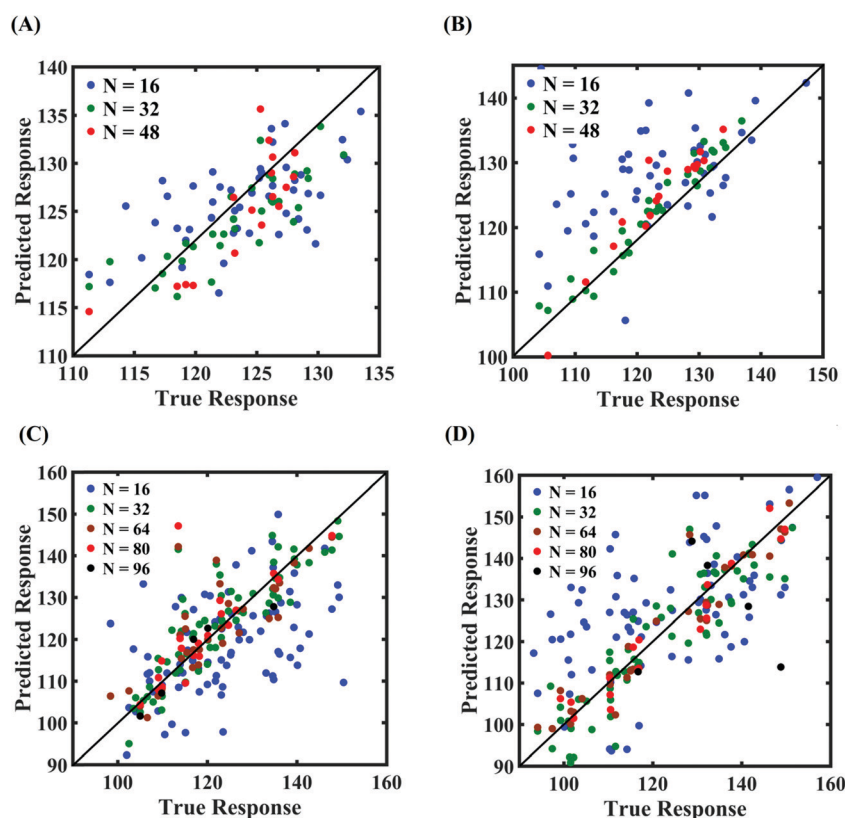 (A)
N = 16
N = 32
N = 48
140
135
130
125
120
115
110
110 115 120 125 130 135
True Response
Predicted Response
(B)
N = 16
N = 32
N = 48
140
130
120
110
100
100 110 120 130 140 150
True Response
Predicted Response
(C)
N = 16
N = 32
N = 64
N = 80
N = 96
160
150
140
130
120
110
100
90
100 120 140 160
True Response
Predicted Response
(D)
N = 16
N = 32
N = 64
N = 80
N = 96
160
150
140
130
120
110
100
90
100 120 140 160
True Response
Predicted Response